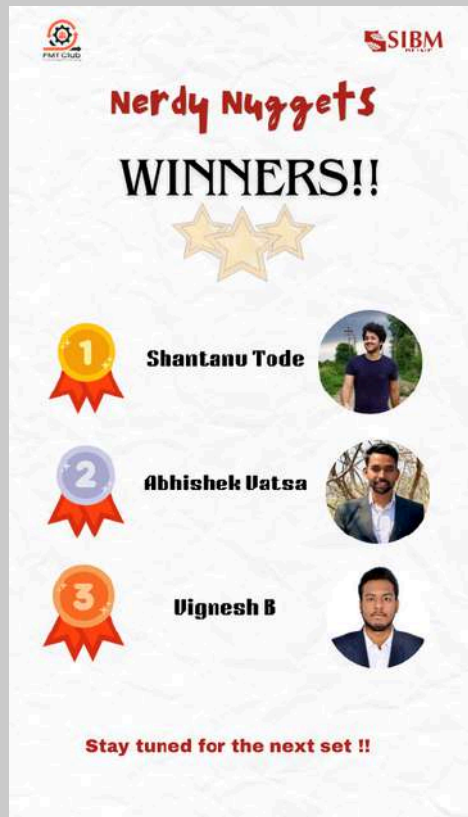 PMT Club
SIBM
Nerdy Nuggets
WINNERS!!
1
Shantanu Tode
2
Abhishek Vatsa
3
Vignesh B
Stay tuned for the next set !!